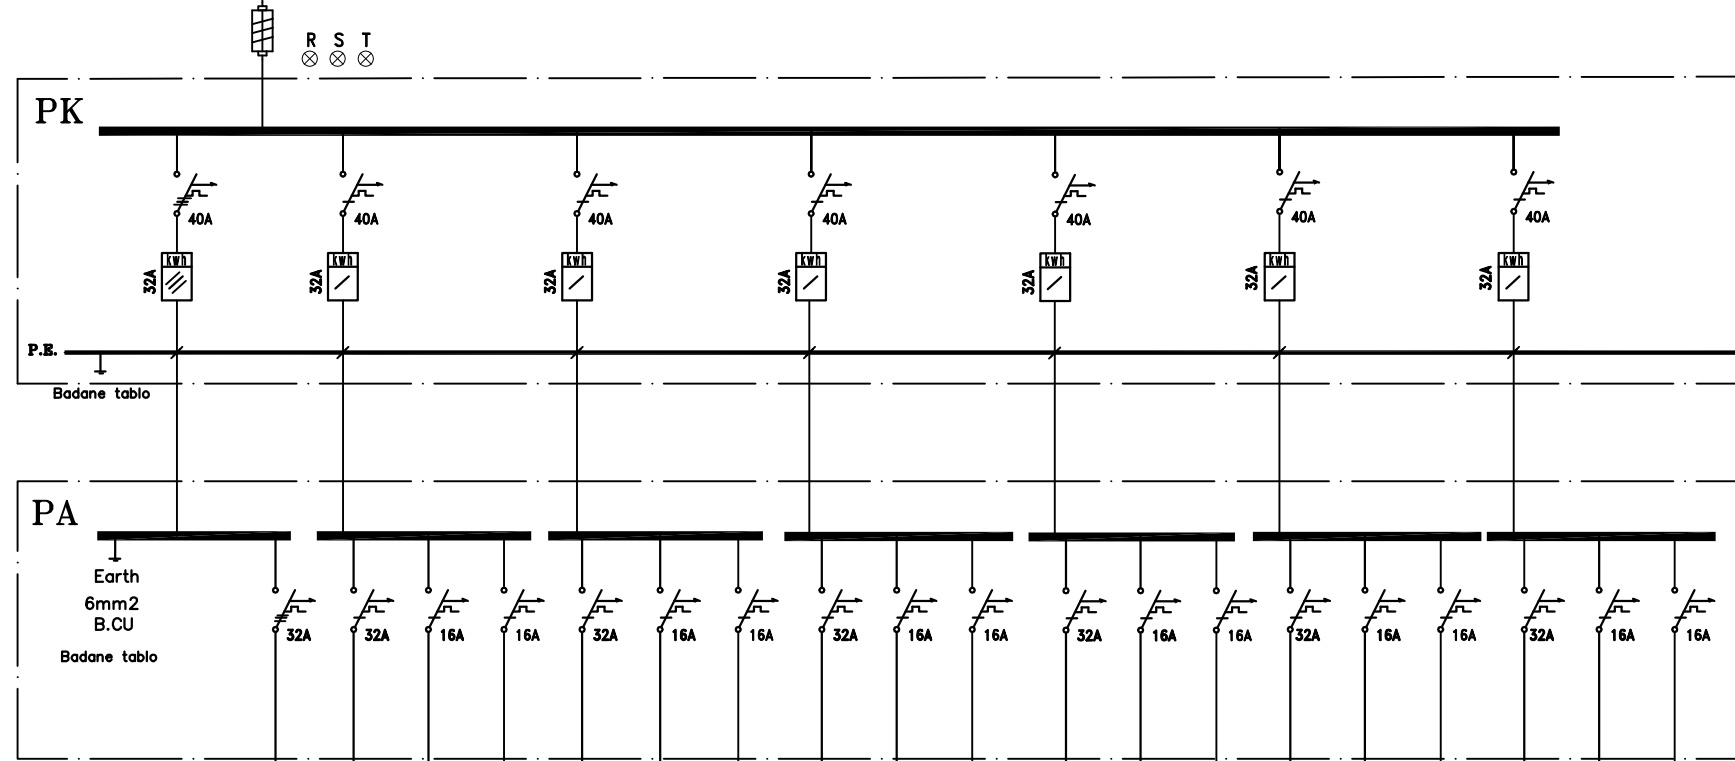 R S T
PK
40A 40A 40A 40A 40A 40A 40A
kwh kwh kwh kwh kwh kwh kwh
32A 32A 32A 32A 32A 32A 32A
P.E.
Badane tablo
PA
Earth
6mm2
B.CU
32A 32A 16A 16A 32A 16A 16A 32A 16A 16A 32A 16A 16A 32A 16A 16A 32A 16A 16A
Badane tablo